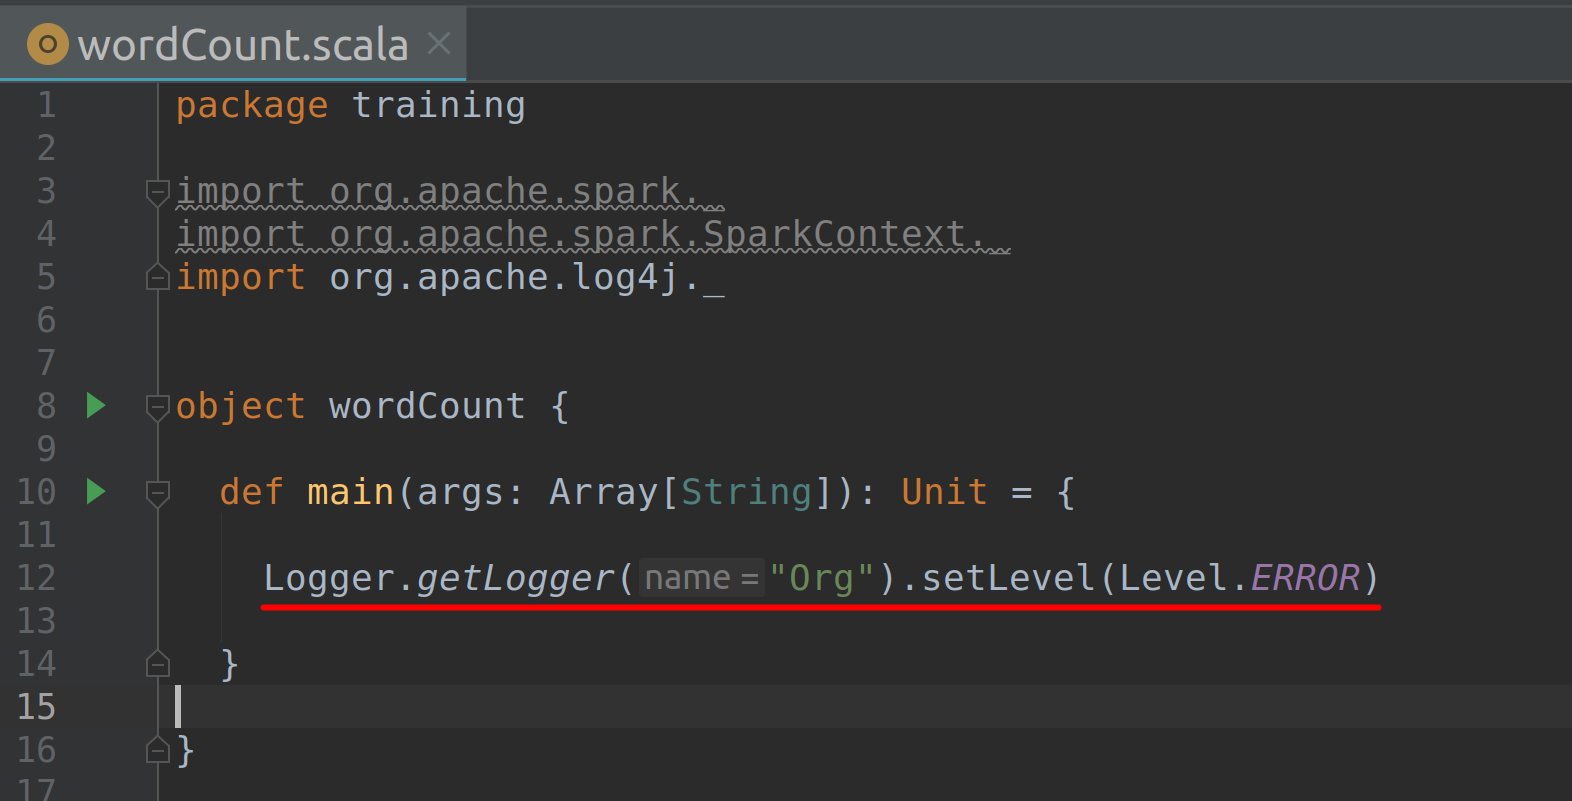 wordCount.scala
1 package training
2
3 import org.apache.spark._
4 import org.apache.spark.SparkContext._
5 import org.apache.log4j._
6
7
8 object wordCount {
9
10 def main(args: Array[String]): Unit = {
11
12 Logger.getLogger( name = "Org").setLevel(Level.ERROR)
13
14 }
15
16 }
17